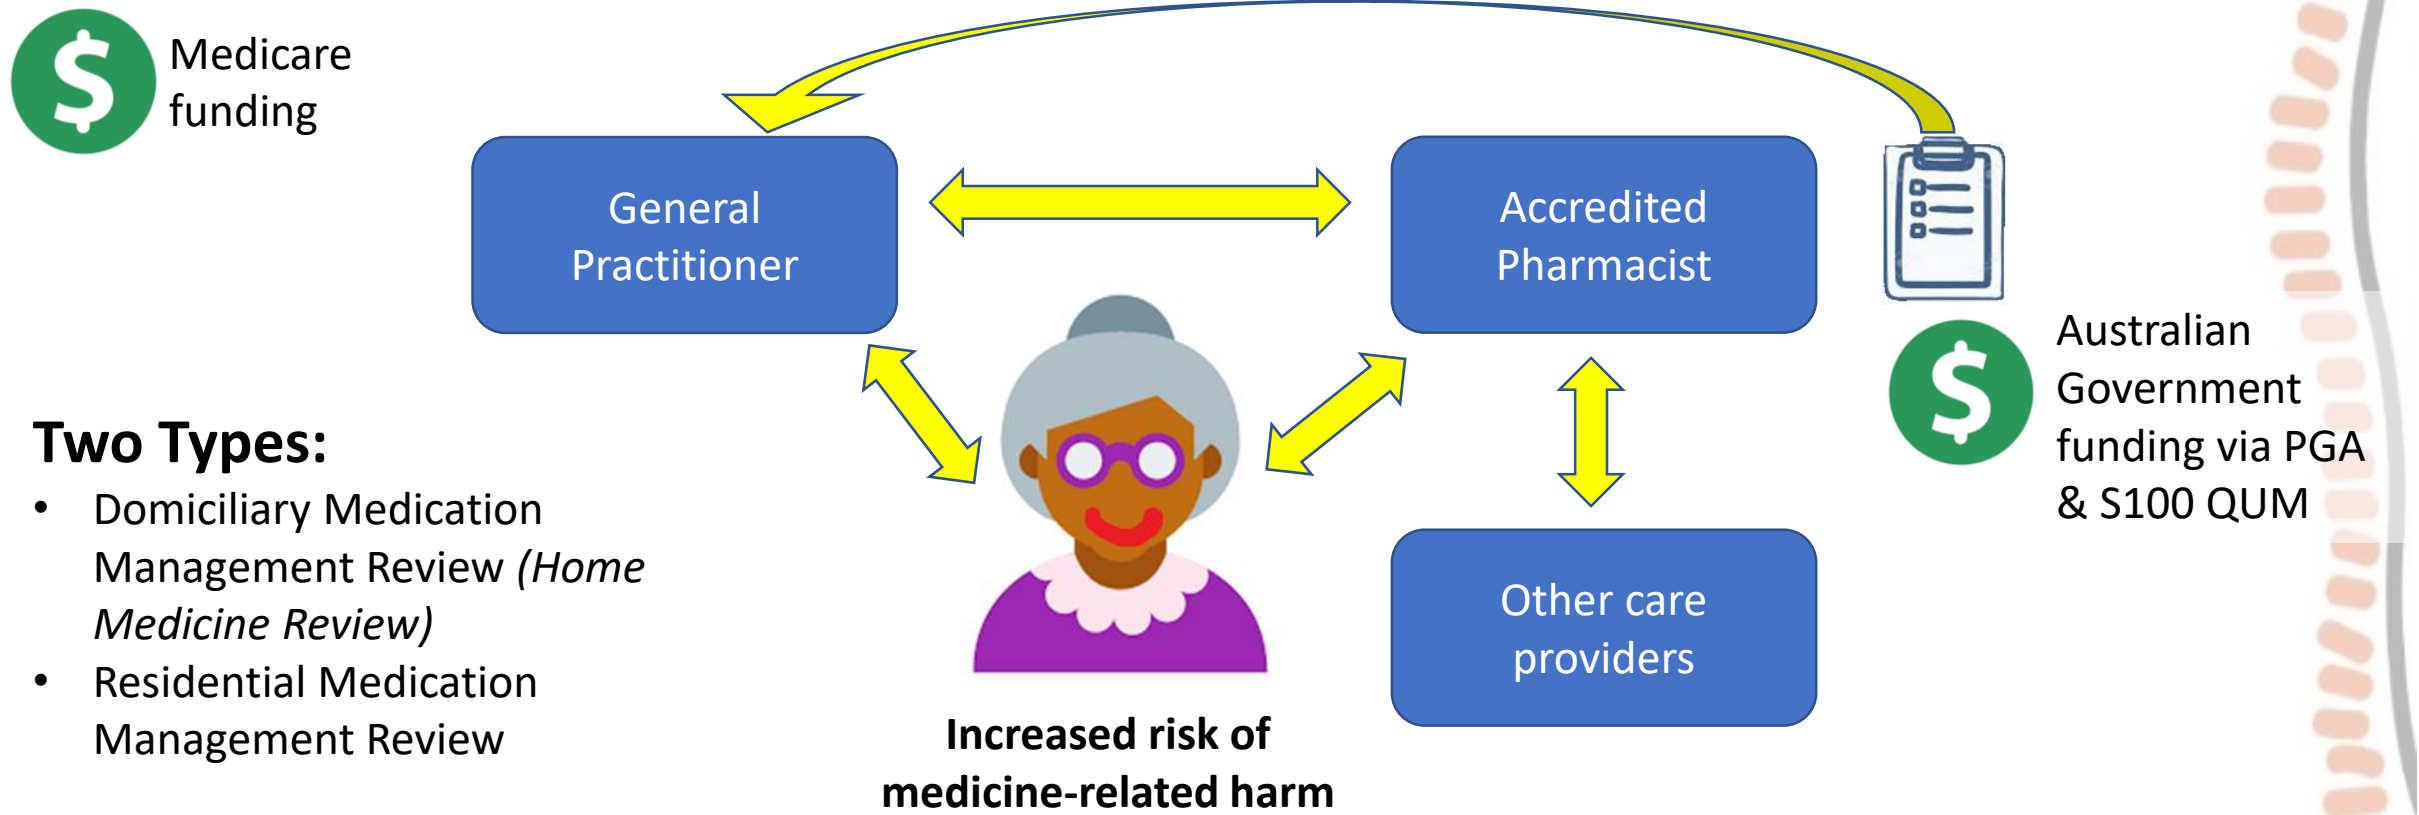 Medicare
funding
General
Practitioner
Accredited
Pharmacist
Australian
Government
funding via PGA
& S100 QUM
Two Types:
• Domiciliary Medication
Management Review (Home
Medicine Review)
• Residential Medication
Management Review
Other care
providers
Increased risk of
medicine-related harm